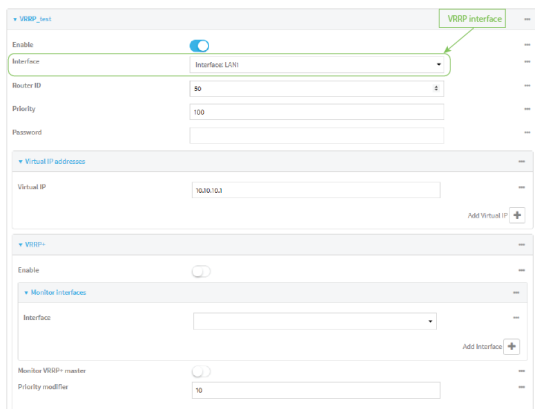 VRRP_test
VRRP interface
Enable
Interface
Interface: LAN1
Router ID
50
Priority
100
Password
Virtual IP addresses
Virtual IP
10.10.10.1
Add Virtual IP
VRRP+
Enable
Monitor Interfaces
Interface
Add Interface
Monitor VRRP+ master
Priority modifier
10